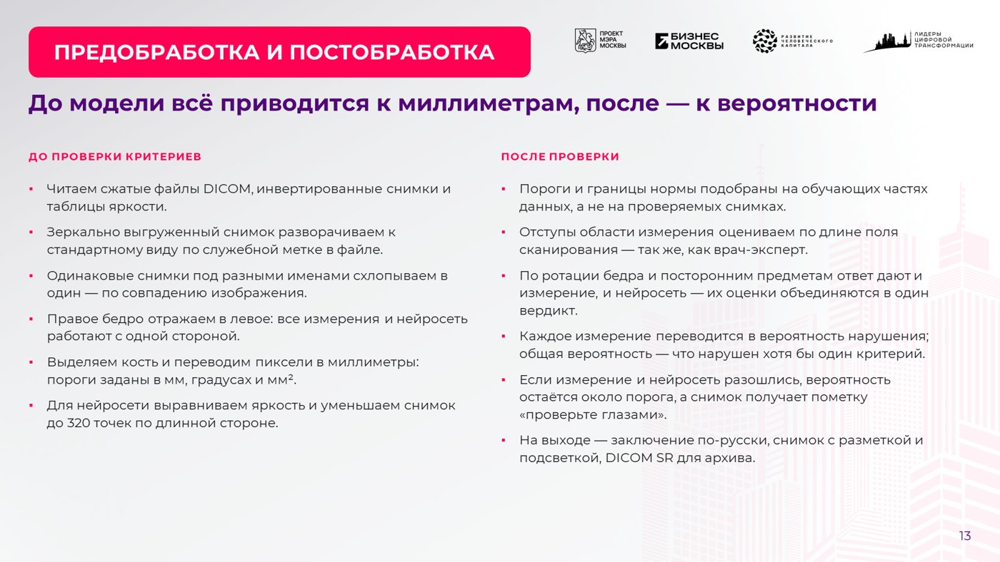 ПРЕДОБРАБОТКА И ПОСТОБРАБОТКА
ПРОЕКТ
МЭРА
МОСКВЫ
БИЗНЕС
МОСКВЫ
РАЗВИТИЕ
ЧЕЛОВЕЧЕСКОГО
КАПИТАЛА
ЛИДЕРЫ
ЦИФРОВОЙ
ТРАНСФОРМАЦИИ
До модели всё приводится к миллиметрам, после — к вероятности
ДО ПРОВЕРКИ КРИТЕРИЕВ
▪ Читаем сжатые файлы DICOM, инвертированные снимки и
таблицы яркости.
▪ Зеркально выгруженный снимок разворачиваем к
стандартному виду по служебной метке в файле.
▪ Одинаковые снимки под разными именами схлопываем в
один — по совпадению изображения.
▪ Правое бедро отражаем в левое: все измерения и нейросеть
работают с одной стороной.
▪ Выделяем кость и переводим пиксели в миллиметры:
пороги заданы в мм, градусах и мм².
▪ Для нейросети выравниваем яркость и уменьшаем снимок
до 320 точек по длинной стороне.
ПОСЛЕ ПРОВЕРКИ
▪ Пороги и границы нормы подобраны на обучающих частях
данных, а не на проверяемых снимках.
▪ Отступы области измерения оцениваем по длине поля
сканирования — так же, как врач-эксперт.
▪ По ротации бедра и посторонним предметам ответ дают и
измерение, и нейросеть — их оценки объединяются в один
вердикт.
▪ Каждое измерение переводится в вероятность нарушения;
общая вероятность — что нарушен хотя бы один критерий.
▪ Если измерение и нейросеть разошлись, вероятность
остаётся около порога, а снимок получает пометку
«проверьте глазами».
▪ На выходе — заключение по-русски, снимок с разметкой и
подсветкой, DICOM SR для архива.
13